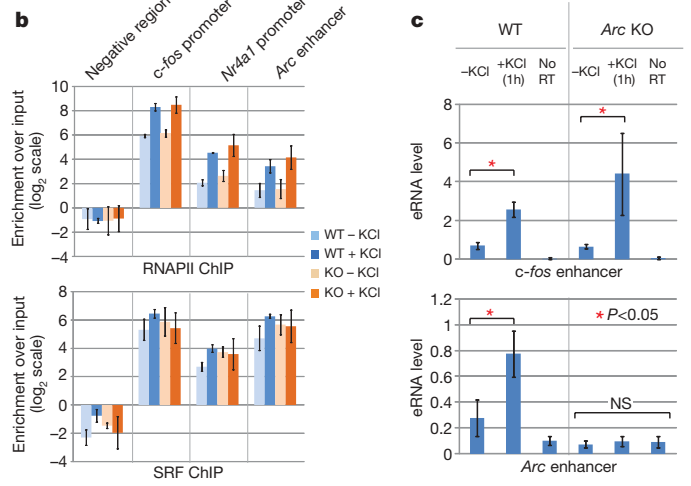 b
Negative region
c-fos promoter
Nr4a1 promoter
Arc enhancer
Enrichment over input
(log2 scale)
10
8
6
4
2
0
−2
−4
RNAPII ChIP
WT − KCl
WT + KCl
KO − KCl
KO + KCl
Enrichment over input
(log2 scale)
8
6
4
2
0
−2
−4
SRF ChIP
c
WT
Arc KO
−KCl
+KCl
(1h)
No
RT
−KCl
+KCl
(1h)
No
RT
eRNA level
8
6
4
2
0
*
*
c-fos enhancer
eRNA level
1.2
1
0.8
0.6
0.4
0.2
0
*
* P<0.05
NS
Arc enhancer